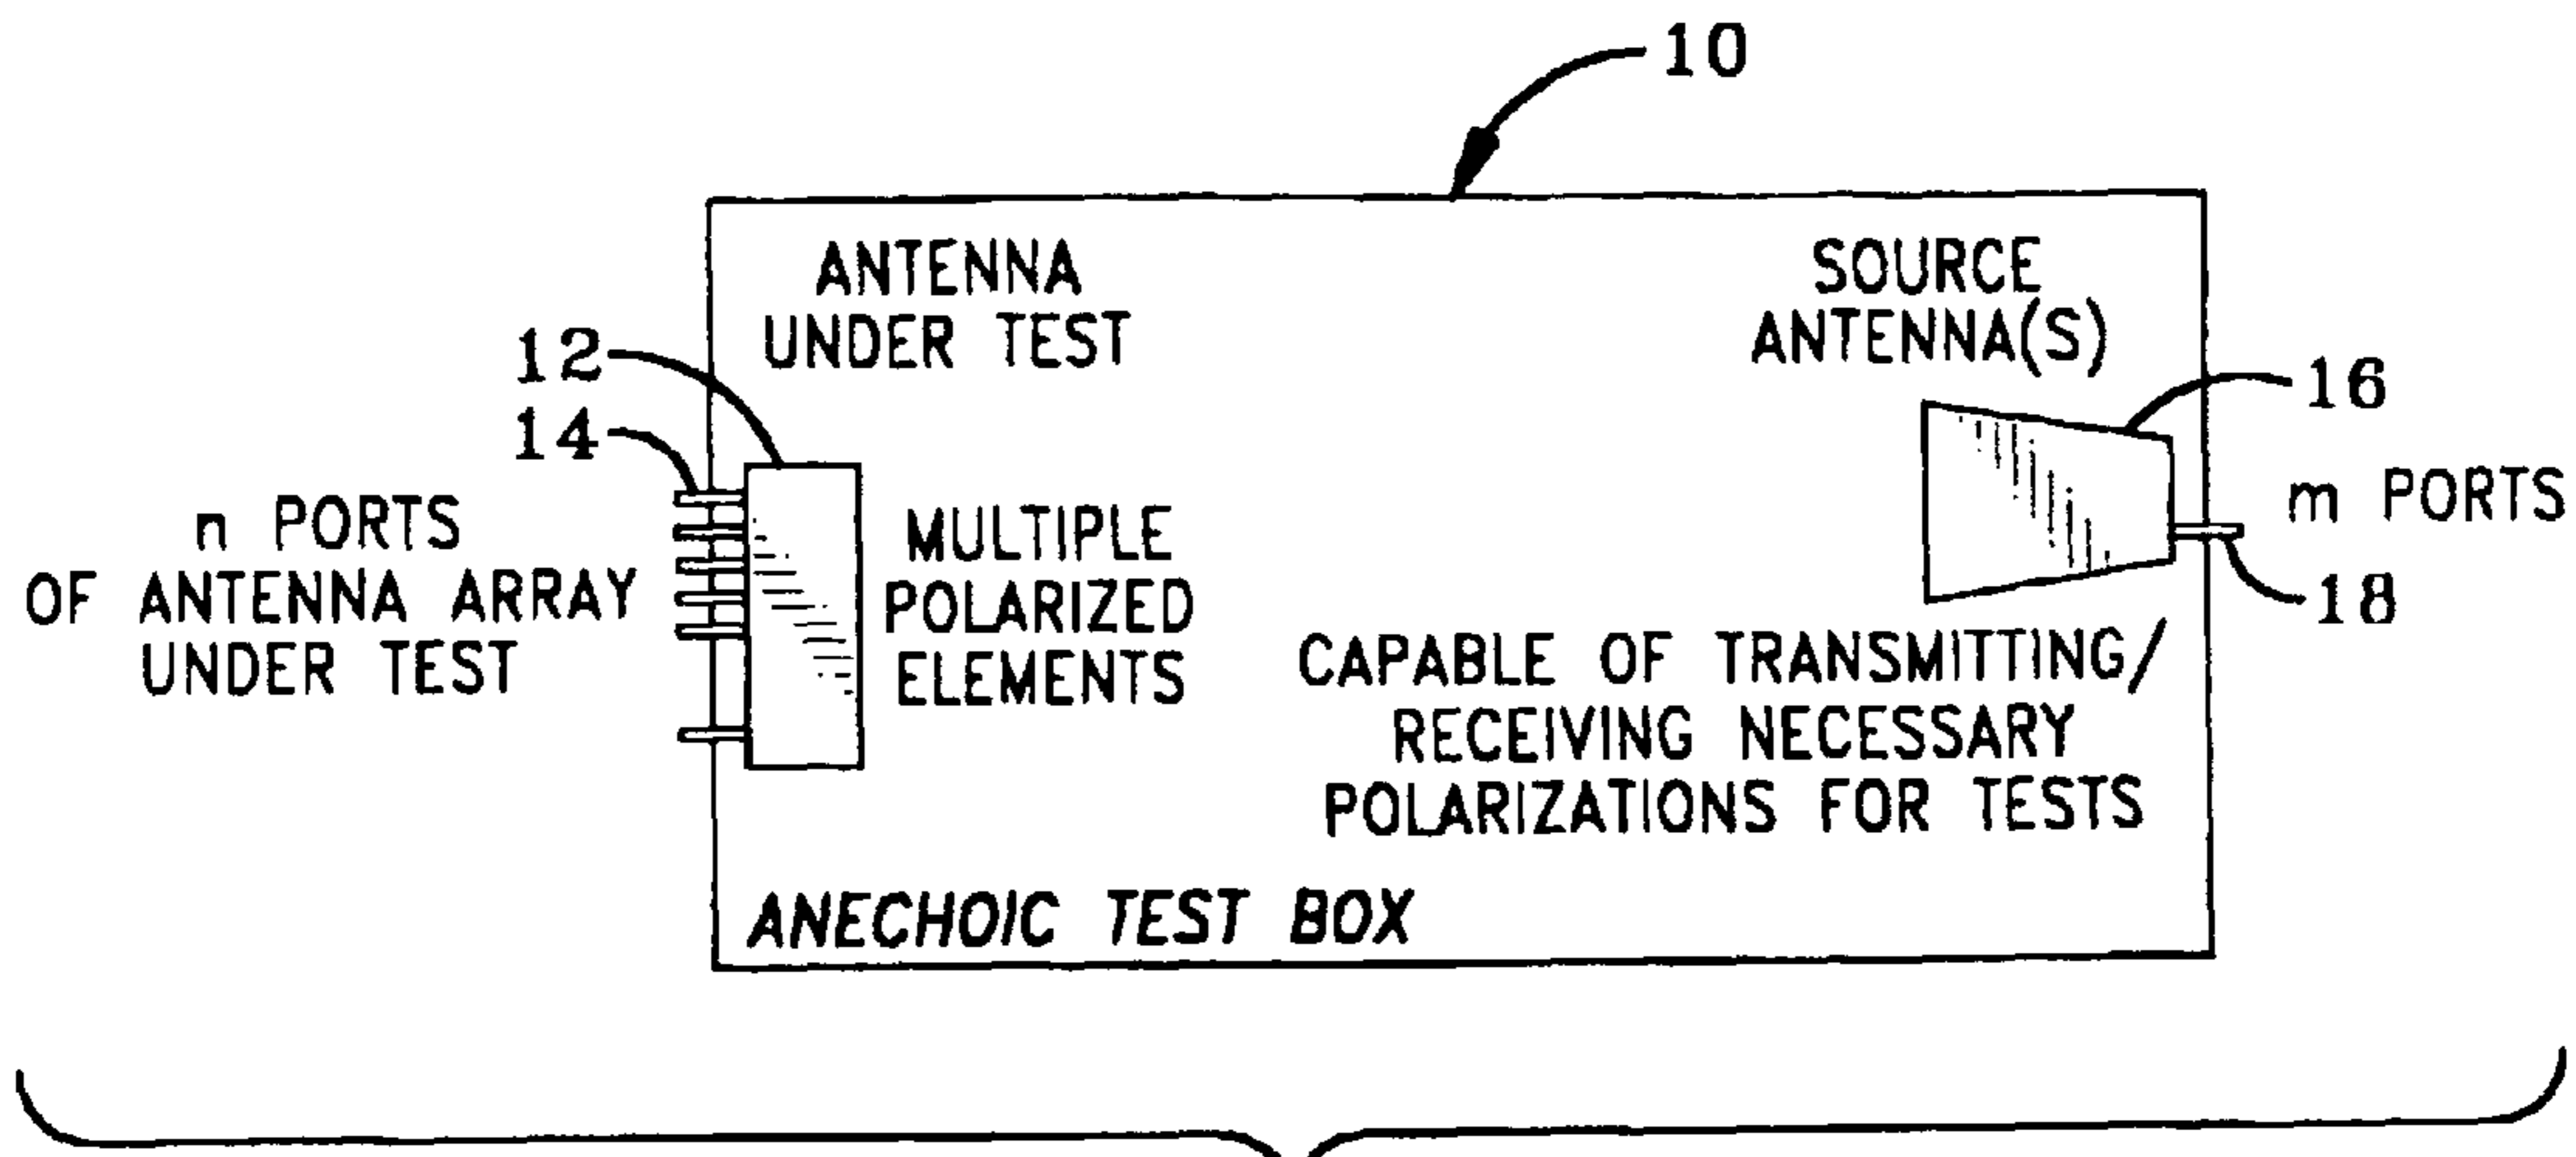 10
ANTENNA
UNDER TEST
SOURCE
ANTENNA(S)
12
14
16
n PORTS
OF ANTENNA ARRAY
UNDER TEST
MULTIPLE
POLARIZED
ELEMENTS
m PORTS
18
CAPABLE OF TRANSMITTING/
RECEIVING NECESSARY
POLARIZATIONS FOR TESTS
ANECHOIC TEST BOX